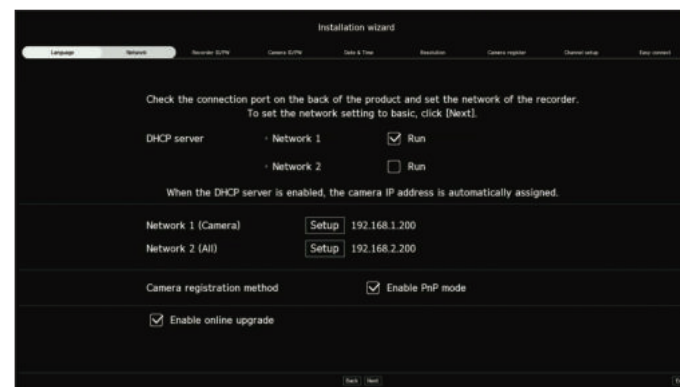 Installation wizard
Language Network Recorder ID/PW Camera ID/PW Date & Time Resolution Camera register Channel setup Easy connect
Check the connection port on the back of the product and set the network of the recorder.
To set the network setting to basic, click [Next].
DHCP server · Network 1 Run
· Network 2 Run
When the DHCP server is enabled, the camera IP address is automatically assigned.
Network 1 (Camera) Setup 192.168.1.200
Network 2 (All) Setup 192.168.2.200
Camera registration method Enable PnP mode
Enable online upgrade
Back Next